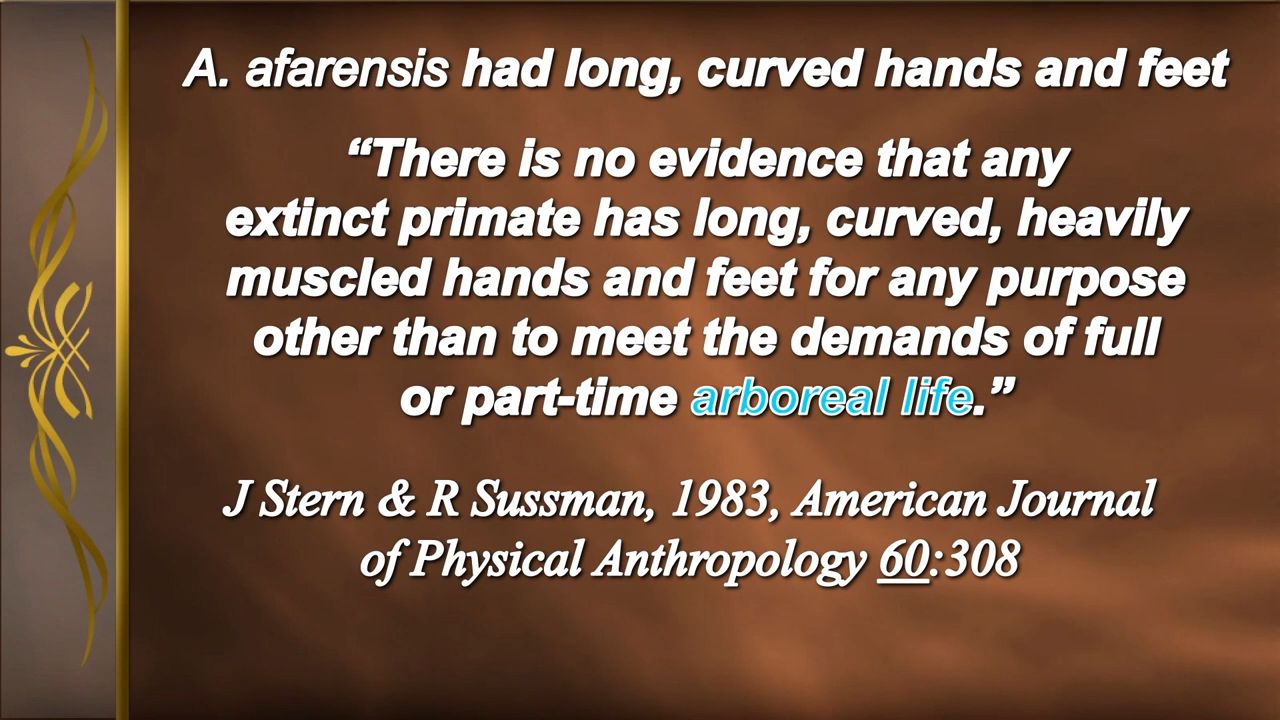 A. afarensis had long, curved hands and feet
“There is no evidence that any
extinct primate has long, curved, heavily
muscled hands and feet for any purpose
other than to meet the demands of full
or part-time arboreal life.”
J Stern & R Sussman, 1983, American Journal
of Physical Anthropology 60:308